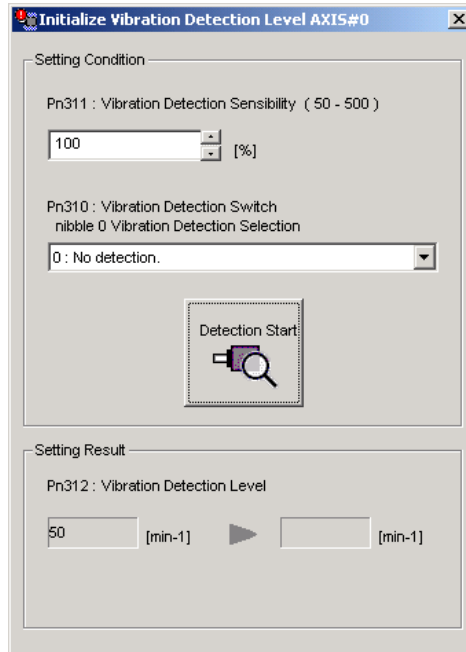 Initialize Vibration Detection Level AXIS#0
Setting Condition
Pn311 : Vibration Detection Sensibility ( 50 - 500 )
100
[%]
Pn310 : Vibration Detection Switch
nibble 0 Vibration Detection Selection
0 : No detection.
Detection Start
Setting Result
Pn312 : Vibration Detection Level
50 [min-1] [min-1]